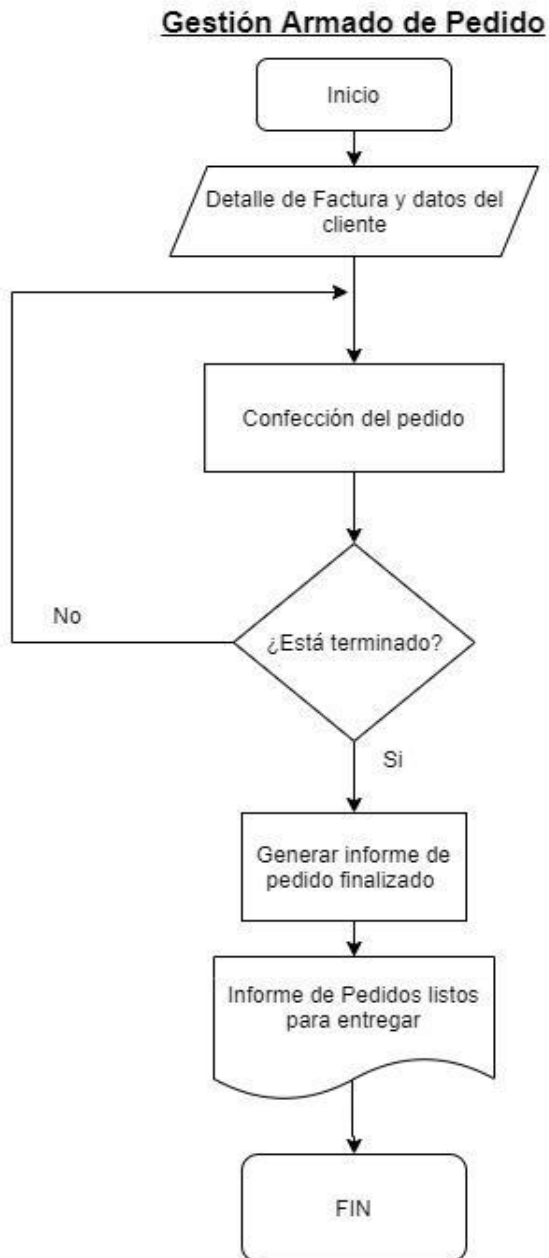 Gestión Armado de Pedido
Inicio
Detalle de Factura y datos del
cliente
Confección del pedido
No
¿Está terminado?
Si
Generar informe de
pedido finalizado
Informe de Pedidos listos
para entregar
FIN